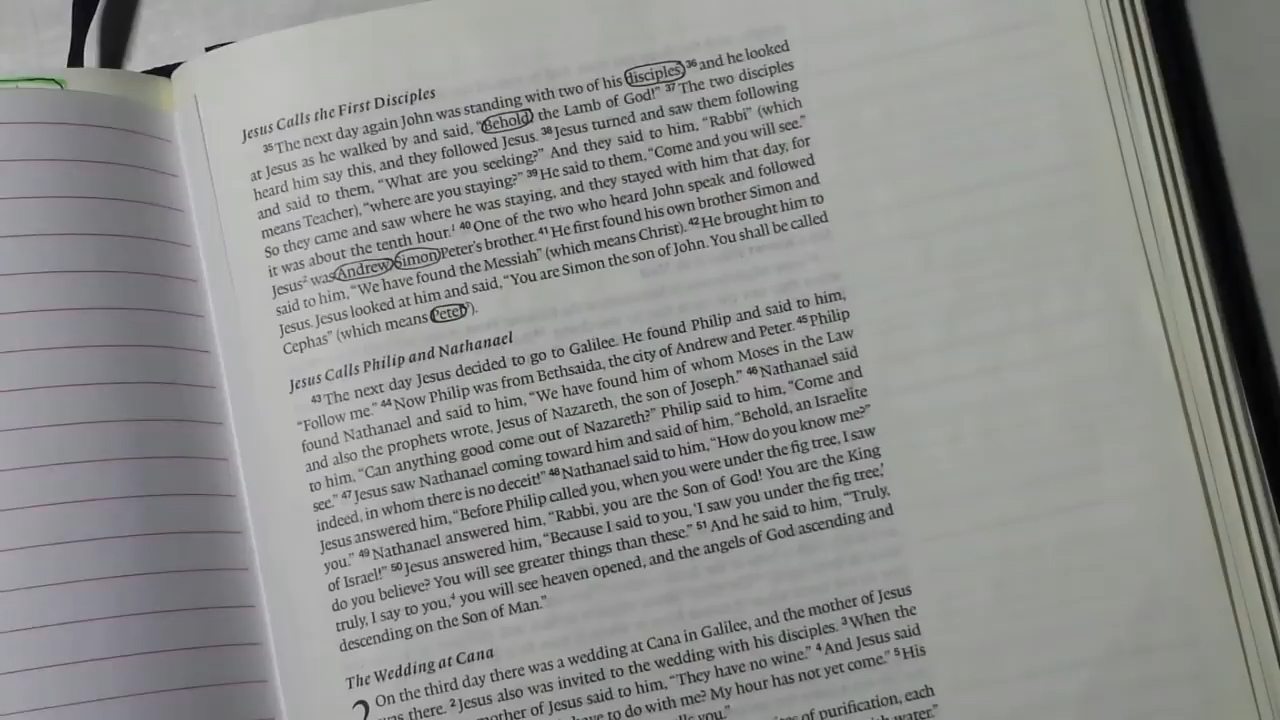 Jesus Calls the First Disciples
35 The next day again John was standing with two of his disciples, 36 and he looked
at Jesus as he walked by and said, “Behold, the Lamb of God!” 37 The two disciples
heard him say this, and they followed Jesus. 38 Jesus turned and saw them following
and said to them, “What are you seeking?” And they said to him, “Rabbi” (which
means Teacher), “where are you staying?” 39 He said to them, “Come and you will see.”
So they came and saw where he was staying, and they stayed with him that day, for
it was about the tenth hour.1 40 One of the two who heard John speak and followed
Jesus2 was Andrew, Simon Peter’s brother. 41 He first found his own brother Simon and
said to him, “We have found the Messiah” (which means Christ). 42 He brought him to
Jesus. Jesus looked at him and said, “You are Simon the son of John. You shall be called
Cephas” (which means Peter3).
Jesus Calls Philip and Nathanael
43 The next day Jesus decided to go to Galilee. He found Philip and said to him,
“Follow me.” 44 Now Philip was from Bethsaida, the city of Andrew and Peter. 45 Philip
found Nathanael and said to him, “We have found him of whom Moses in the Law
and also the prophets wrote, Jesus of Nazareth, the son of Joseph.” 46 Nathanael said
to him, “Can anything good come out of Nazareth?” Philip said to him, “Come and
see.” 47 Jesus saw Nathanael coming toward him and said of him, “Behold, an Israelite
indeed, in whom there is no deceit!” 48 Nathanael said to him, “How do you know me?”
Jesus answered him, “Before Philip called you, when you were under the fig tree, I saw
you.” 49 Nathanael answered him, “Rabbi, you are the Son of God! You are the King
of Israel!” 50 Jesus answered him, “Because I said to you, ‘I saw you under the fig tree,’
do you believe? You will see greater things than these.” 51 And he said to him, “Truly,
truly, I say to you,4 you will see heaven opened, and the angels of God ascending and
descending on the Son of Man.”
The Wedding at Cana
2 On the third day there was a wedding at Cana in Galilee, and the mother of Jesus
was there. 2 Jesus also was invited to the wedding with his disciples. 3 When the
mother of Jesus said to him, “They have no wine.” 4 And Jesus said
have to do with me? My hour has not yet come.” 5 His
you.”
of purification, each
water.”